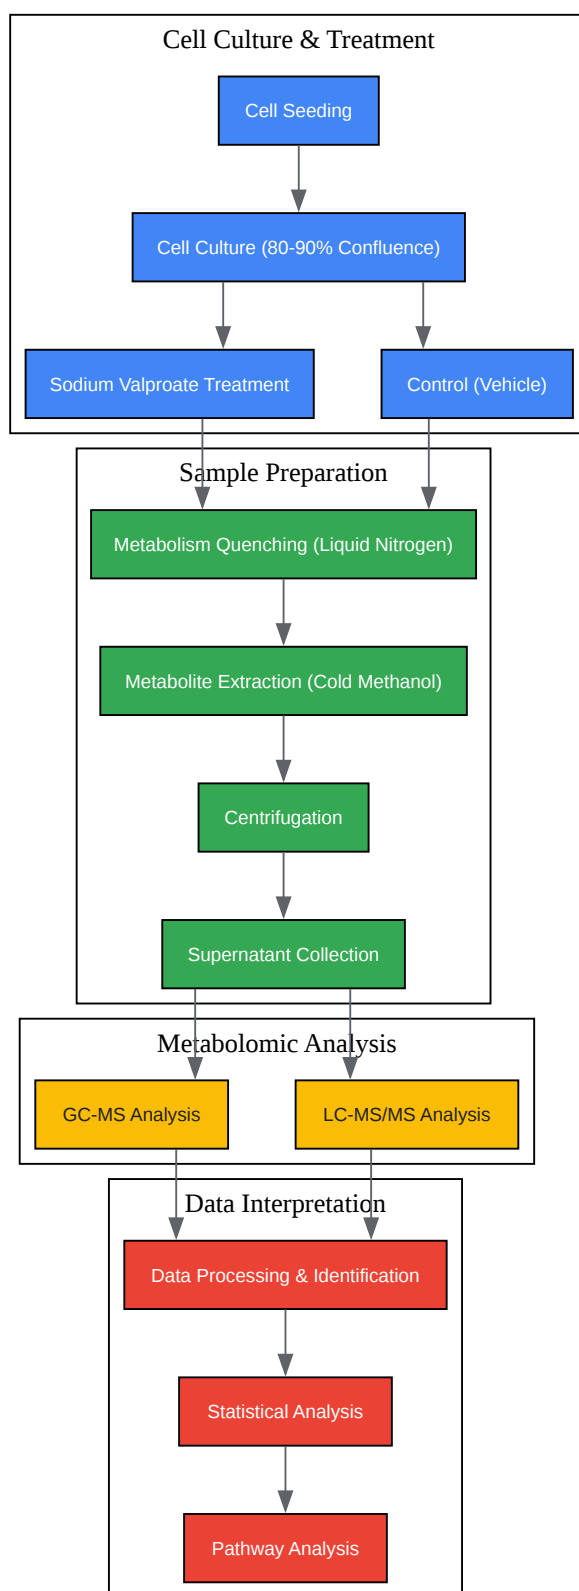 Cell Culture & Treatment
Cell Seeding
Cell Culture (80-90% Confluence)
Sodium Valproate Treatment
Control (Vehicle)
Sample Preparation
Metabolism Quenching (Liquid Nitrogen)
Metabolite Extraction (Cold Methanol)
Centrifugation
Supernatant Collection
Metabolomic Analysis
GC-MS Analysis
LC-MS/MS Analysis
Data Interpretation
Data Processing & Identification
Statistical Analysis
Pathway Analysis